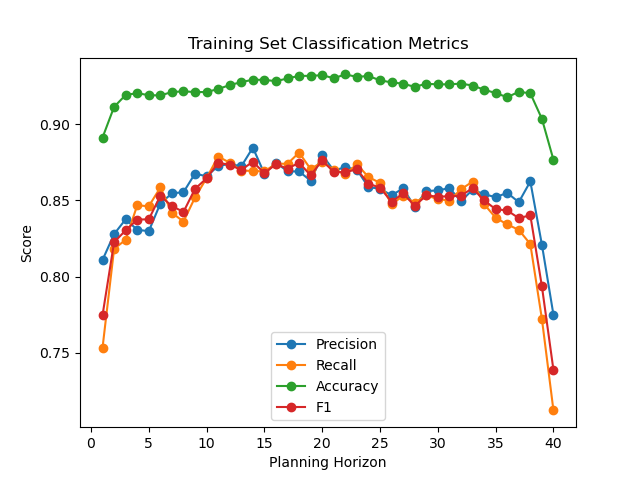 Training Set Classification Metrics
Score
0.90
0.85
0.80
0.75
Precision
Recall
Accuracy
F1
0 5 10 15 20 25 30 35 40
Planning Horizon